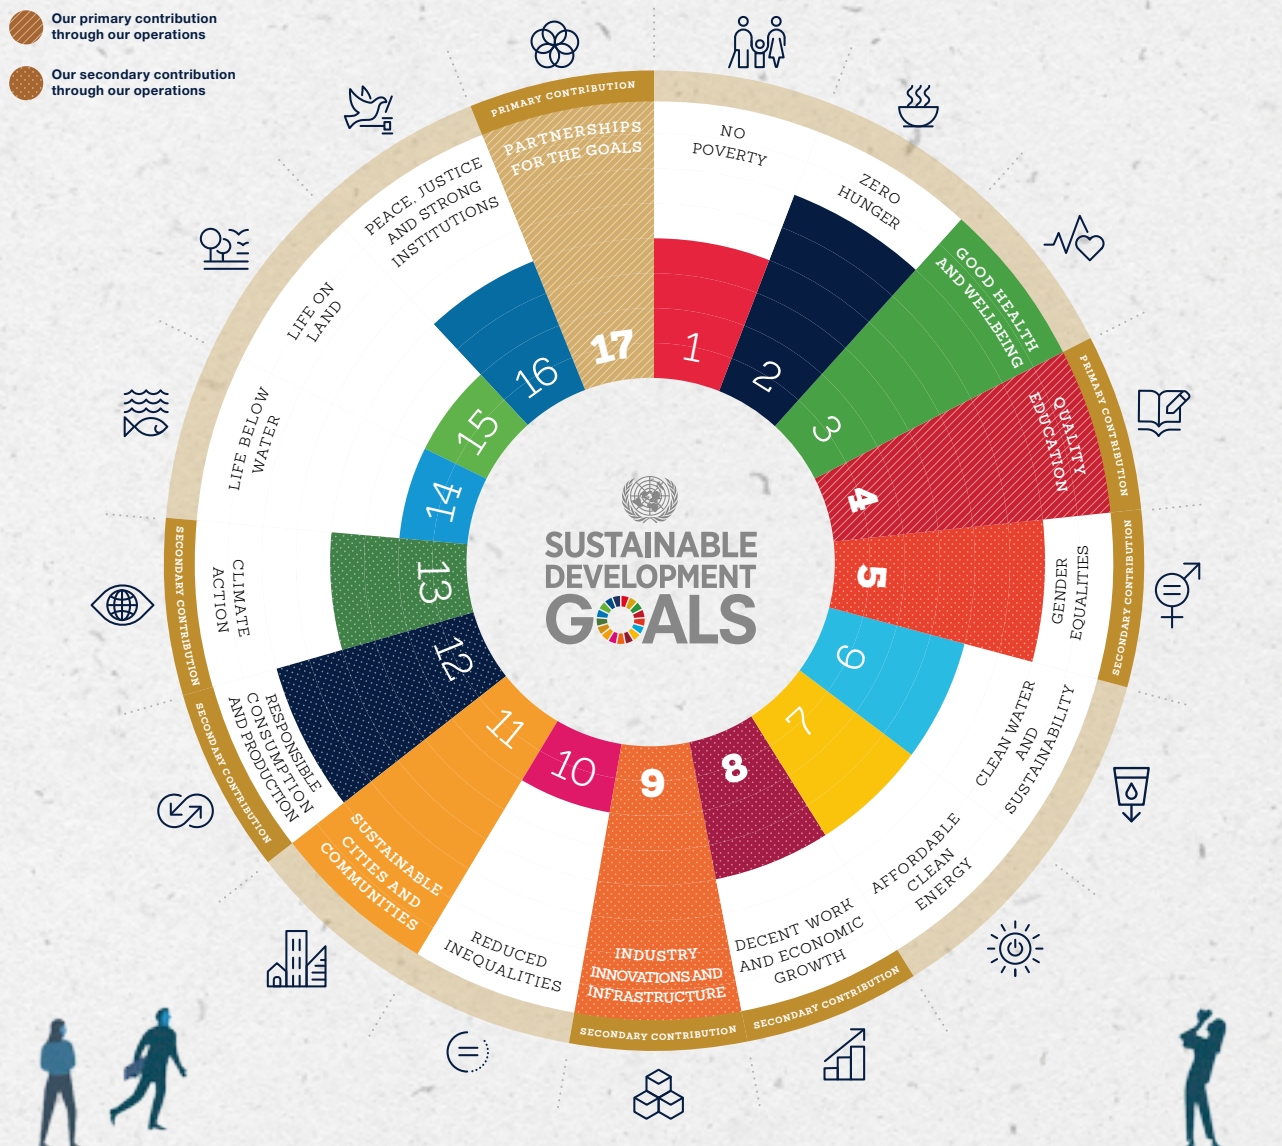 Our primary contribution
through our operations
Our secondary contribution
through our operations
PRIMARY CONTRIBUTION
PARTNERSHIPS
FOR THE GOALS
17
NO
POVERTY
1
ZERO
HUNGER
2
GOOD HEALTH
AND WELLBEING
3
PRIMARY CONTRIBUTION
QUALITY
EDUCATION
4
SECONDARY CONTRIBUTION
GENDER
EQUALITIES
5
CLEAN WATER
AND
SUSTAINABILITY
6
AFFORDABLE
CLEAN
ENERGY
7
DECENT WORK
AND ECONOMIC
GROWTH
8
SECONDARY CONTRIBUTION
INDUSTRY
INNOVATIONS AND
INFRASTRUCTURE
9
SECONDARY CONTRIBUTION
REDUCED
INEQUALITIES
10
SUSTAINABLE
CITIES AND
COMMUNITIES
11
RESPONSIBLE
CONSUMPTION
AND PRODUCTION
12
SECONDARY CONTRIBUTION
CLIMATE
ACTION
13
SECONDARY CONTRIBUTION
LIFE BELOW
WATER
14
LIFE ON
LAND
15
PEACE, JUSTICE
AND STRONG
INSTITUTIONS
16
SUSTAINABLE
DEVELOPMENT
GOALS